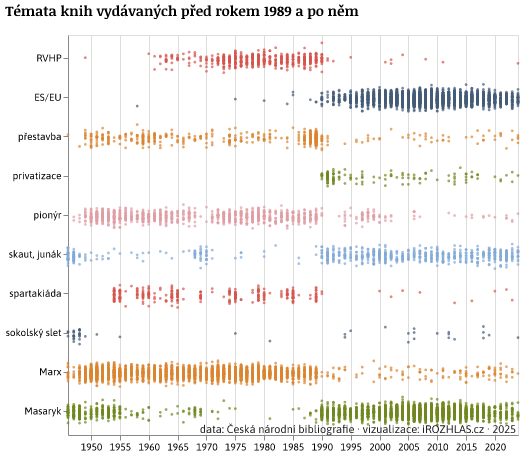 Témata knih vydávaných před rokem 1989 a po něm
RVHP
ES/EU
přestavba
privatizace
pionýr
skaut, junák
spartakiáda
sokolský slet
Marx
Masaryk
data: Česká národní bibliografie · vizualizace: iROZHLAS.cz · 2025
1950 1955 1960 1965 1970 1975 1980 1985 1990 1995 2000 2005 2010 2015 2020